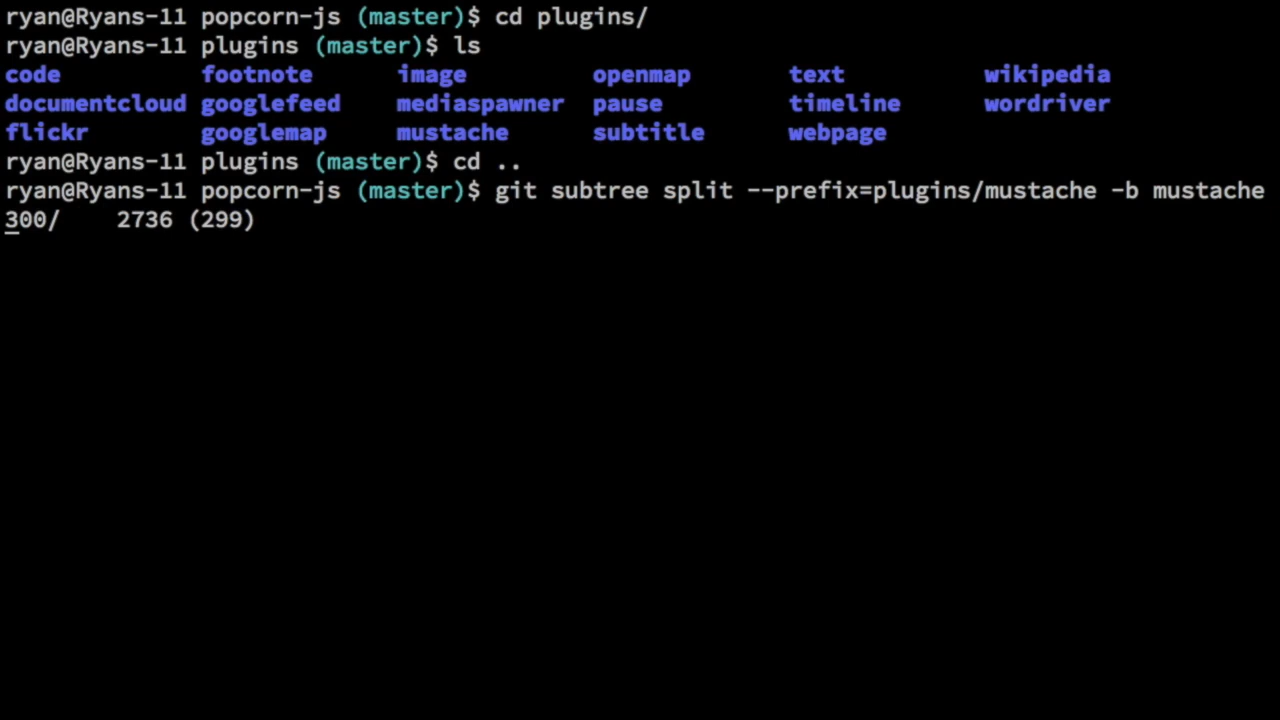 ryan@Ryans-11 popcorn-js (master)$ cd plugins/
ryan@Ryans-11 plugins (master)$ ls
code footnote image openmap text wikipedia
documentcloud googlefeed mediaspawner pause timeline wordriver
flickr googlemap mustache subtitle webpage
ryan@Ryans-11 plugins (master)$ cd ..
ryan@Ryans-11 popcorn-js (master)$ git subtree split --prefix=plugins/mustache -b mustache
300/ 2736 (299)